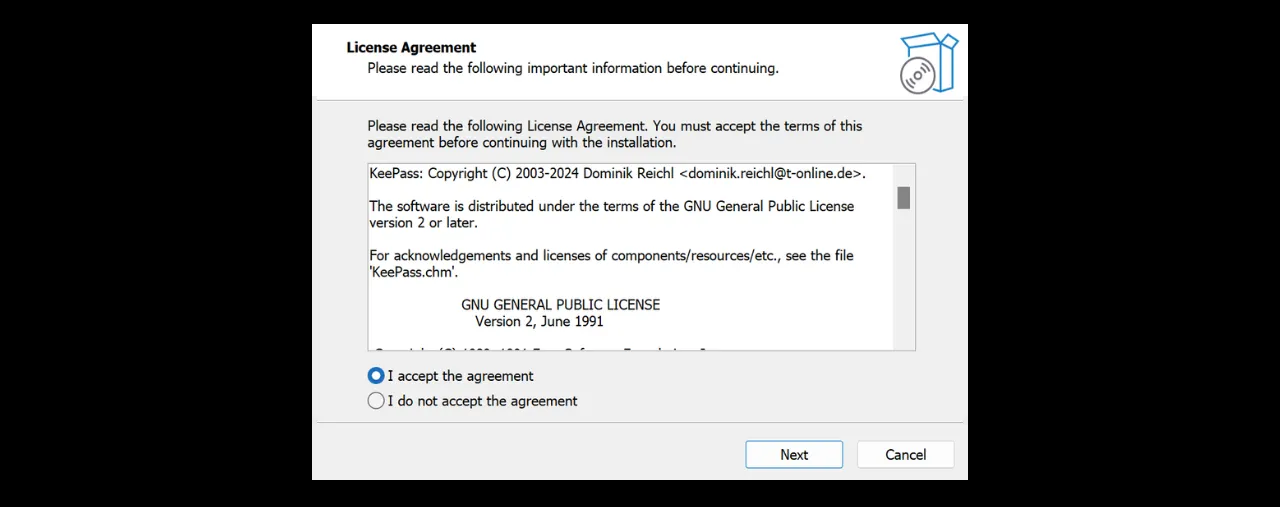 License Agreement
Please read the following important information before continuing.
Please read the following License Agreement. You must accept the terms of this
agreement before continuing with the installation.
KeePass: Copyright (C) 2003-2024 Dominik Reichl <dominik.reichl@t-online.de>.
The software is distributed under the terms of the GNU General Public License
version 2 or later.
For acknowledgements and licenses of components/resources/etc., see the file
'KeePass.chm'.
GNU GENERAL PUBLIC LICENSE
Version 2, June 1991
I accept the agreement
I do not accept the agreement
Next
Cancel